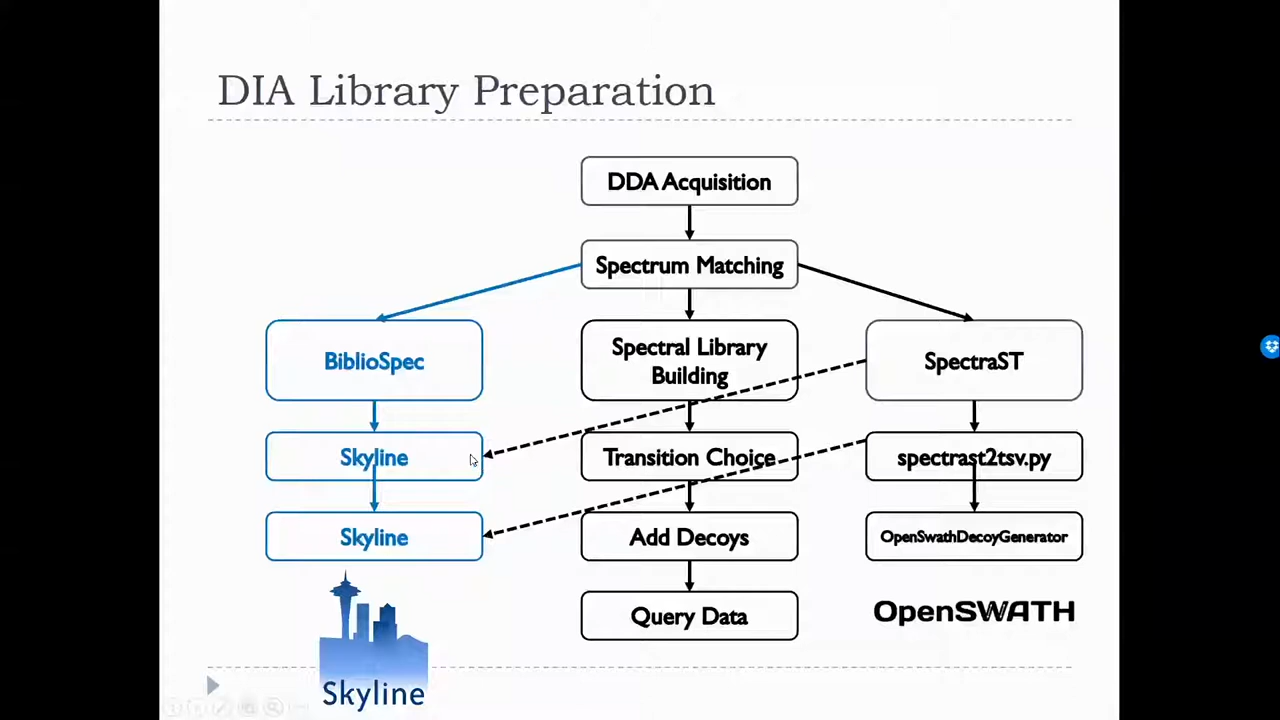 DIA Library Preparation
DDA Acquisition
Spectrum Matching
BiblioSpec
Spectral Library
Building
SpectraST
Skyline
Transition Choice
spectrast2tsv.py
Skyline
Add Decoys
OpenSwathDecoyGenerator
Query Data
OpenSWATH
Skyline